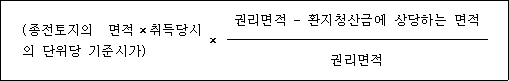 (종전토지의 면적×취득당시
의 단위당 기준시가)
×
권리면적 - 환지청산금에 상당하는 면적
권리면적